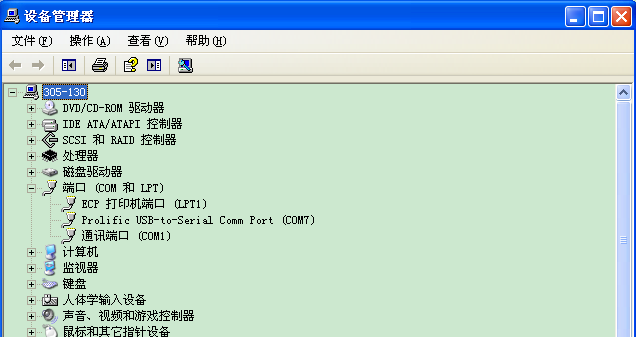 设备管理器
文件(F) 操作(A) 查看(V) 帮助(H)
305-130
DVD/CD-ROM 驱动器
IDE ATA/ATAPI 控制器
SCSI 和 RAID 控制器
处理器
磁盘驱动器
端口 (COM 和 LPT)
ECP 打印机端口 (LPT1)
Prolific USB-to-Serial Comm Port (COM7)
通讯端口 (COM1)
计算机
监视器
键盘
人体学输入设备
声音、视频和游戏控制器
鼠标和其它指针设备